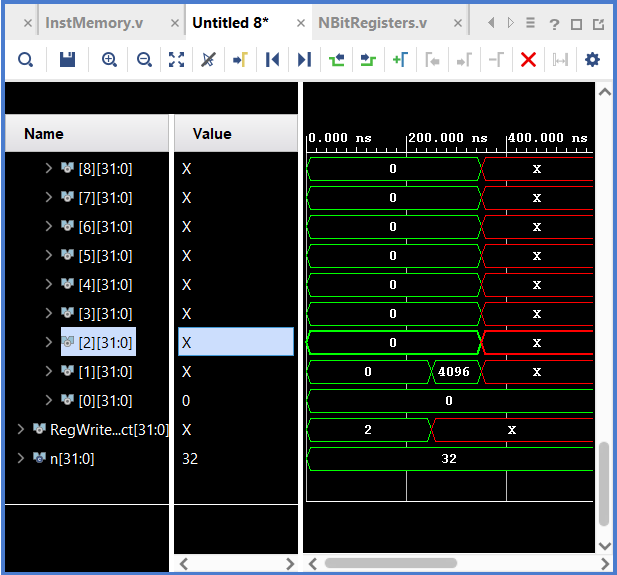 InstMemory.v Untitled 8* NBitRegisters.v
Name Value
0.000 ns 200.000 ns 400.000 ns
[8][31:0] X 0 X
[7][31:0] X 0 X
[6][31:0] X 0 X
[5][31:0] X 0 X
[4][31:0] X 0 X
[3][31:0] X 0 X
[2][31:0] X 0 X
[1][31:0] X 0 4096 X
[0][31:0] 0 0
RegWrite...ct[31:0] X 2 X
n[31:0] 32 32